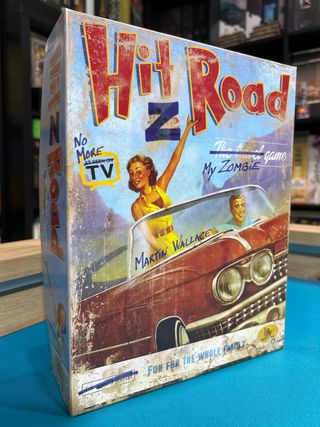 Hit
Z Road
The travel game
My ZOMBIE
NO
MORE
AS SEEN ON
TV
MARTIN WALLACE
FUN FOR THE WHOLE FAMILY
Hit Z Road